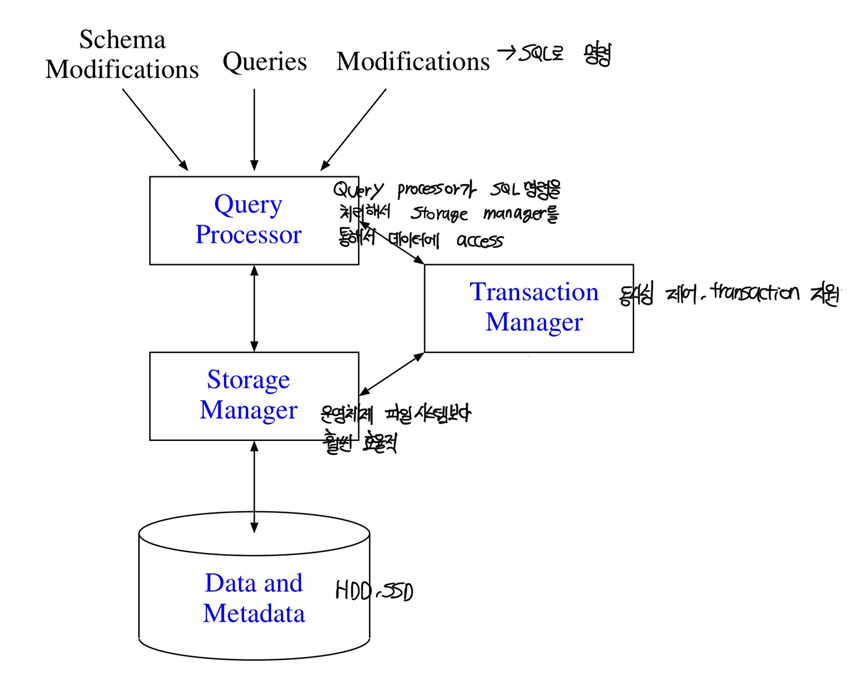 Schema
Modifications
Queries
Modifications
→ SQL로 명령
Query
Processor
Query processor가 SQL 명령을
처리해서 Storage manager를
통해서 데이터에 access
Transaction
Manager
동시성 제어, transaction 지원
Storage
Manager
운영체제 파일시스템보다
훨씬 효율적
Data and
Metadata
HDD, SSD